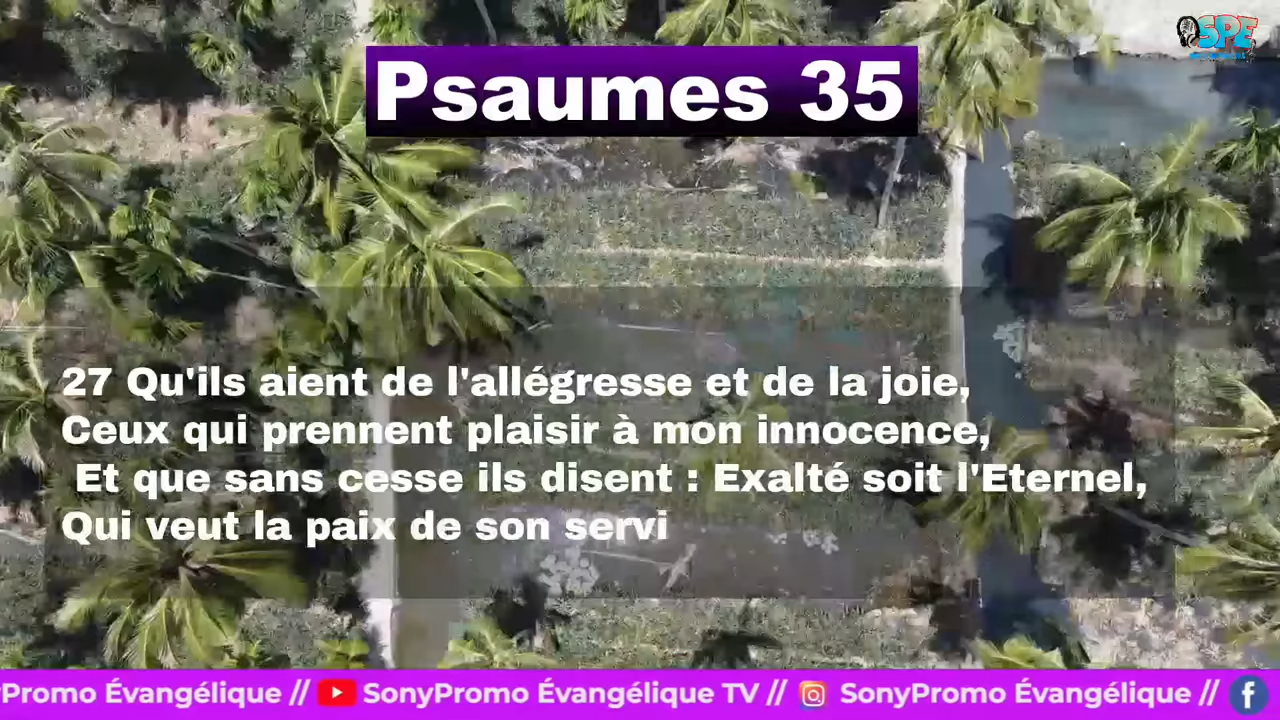 SPE
Psaumes 35
27 Qu'ils aient de l'allégresse et de la joie,
Ceux qui prennent plaisir à mon innocence,
Et que sans cesse ils disent : Exalté soit l'Eternel,
Qui veut la paix de son servi
Promo Évangélique // SonyPromo Évangélique TV // SonyPromo Évangélique //